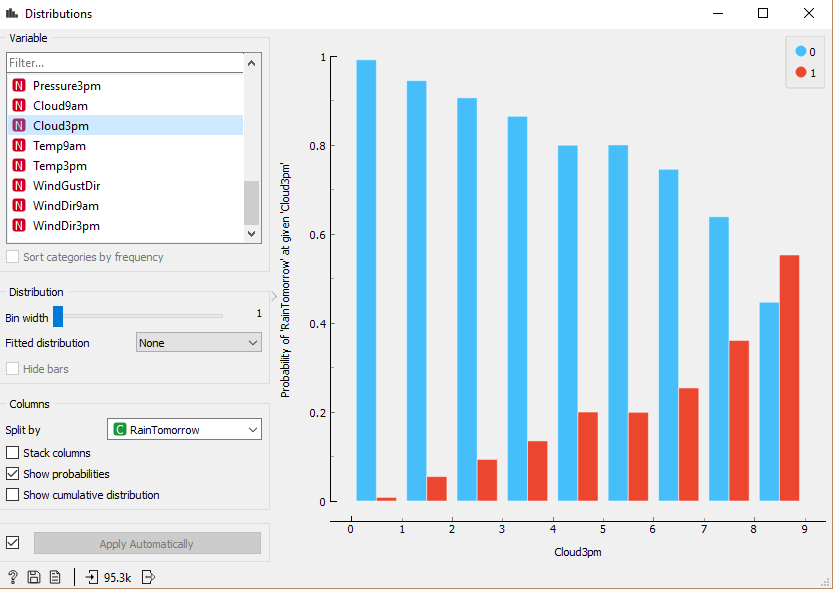 Distributions
Variable
Filter...
Pressure3pm
Cloud9am
Cloud3pm
Temp9am
Temp3pm
WindGustDir
WindDir9am
WindDir3pm
Sort categories by frequency
Distribution
Bin width 1
Fitted distribution None
Hide bars
Columns
Split by RainTomorrow
Stack columns
Show probabilities
Show cumulative distribution
Apply Automatically
95.3k
Probability of 'RainTomorrow' at given 'Cloud3pm'
1
0.8
0.6
0.4
0.2
0
0 1 2 3 4 5 6 7 8 9
Cloud3pm
0
1